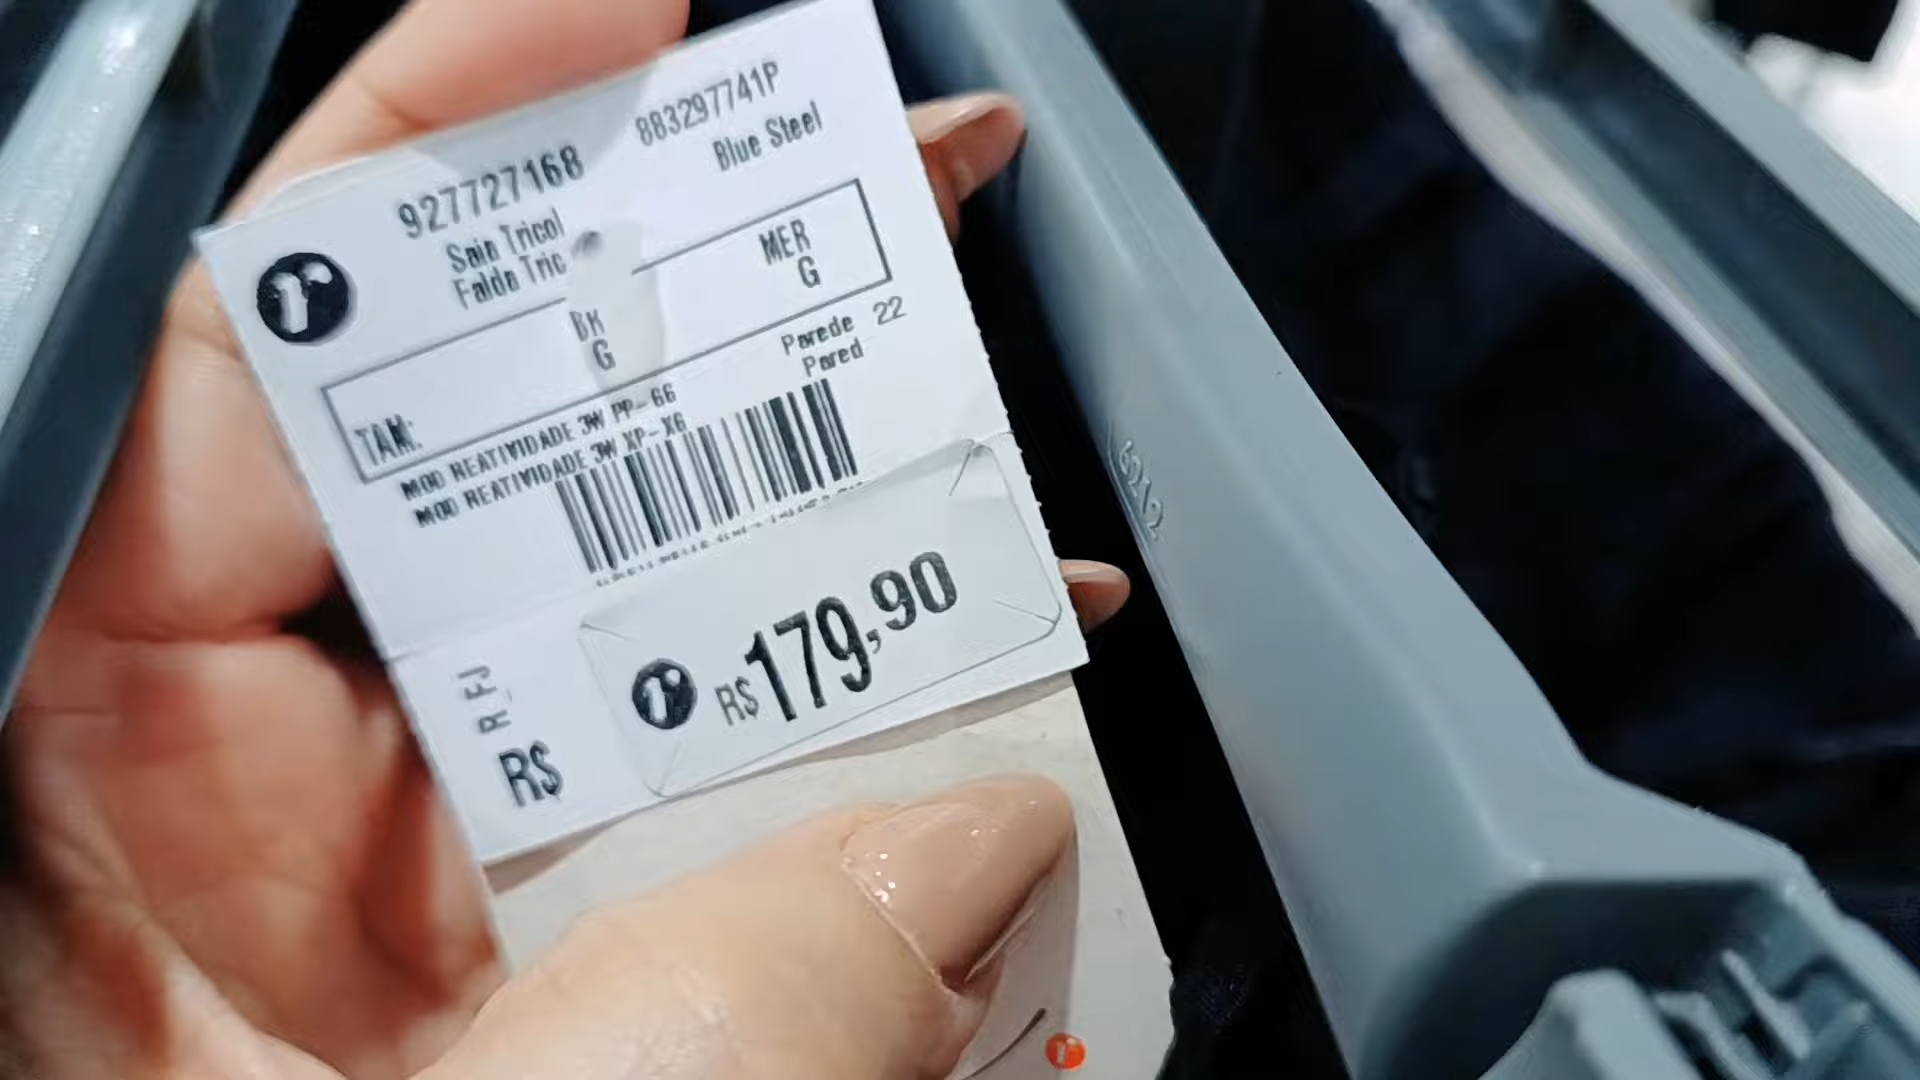 927727168
883297741P
Blue Steel
Saia Tricot
Falda Tric
BR
G
MER
G
TAM:
Parede 22
Pared
MOD REATIVIDADE 3W PP-GG
MOD REATIVIDADE 3W XP-XG
R$ 179,90
R_FJ
R$